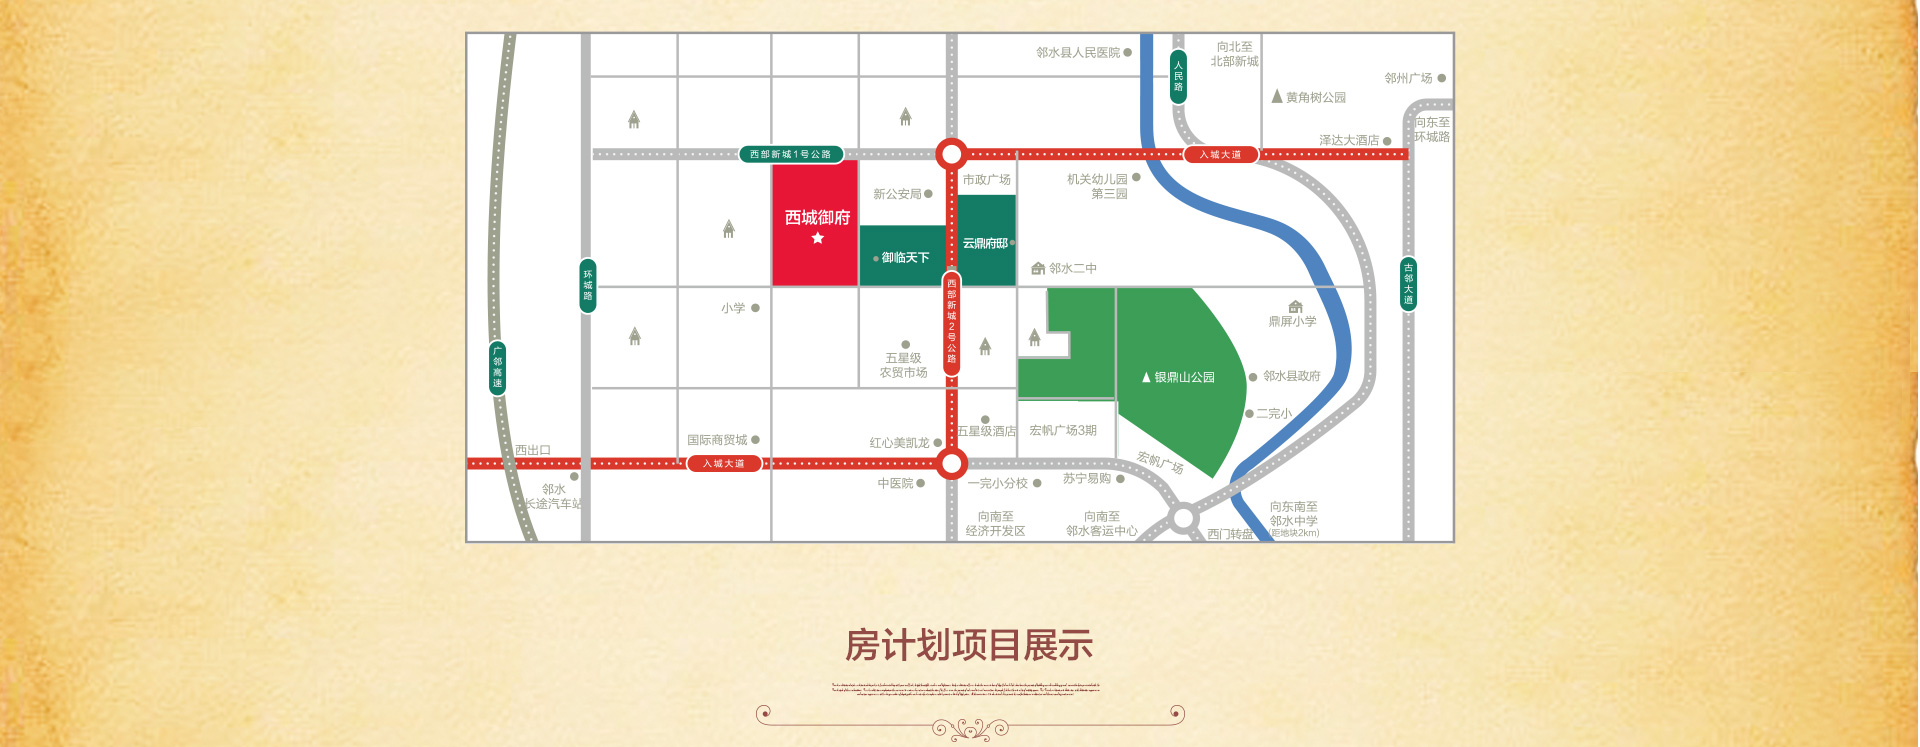 邻水县人民医院
人民路
向北至
北部新城
邻州广场
黄角树公园
向东至
环城路
泽达大酒店
西部新城1号公路
入城大道
市政广场
机关幼儿园
第三园
新公安局
西城御府
云鼎府邸
御临天下
邻水二中
环城路
古邻大道
西部新城2号公路
小学
鼎屏小学
广邻高速
五星级
农贸市场
银鼎山公园
邻水县政府
二完小
五星级酒店
宏帆广场3期
国际商贸城
红心美凯龙
西出口
入城大道
宏帆广场
苏宁易购
邻水
长途汽车站
中医院
一完小分校
向南至
经济开发区
向南至
邻水客运中心
西门转盘
向东南至
邻水中学
(距地块2km)
房计划项目展示